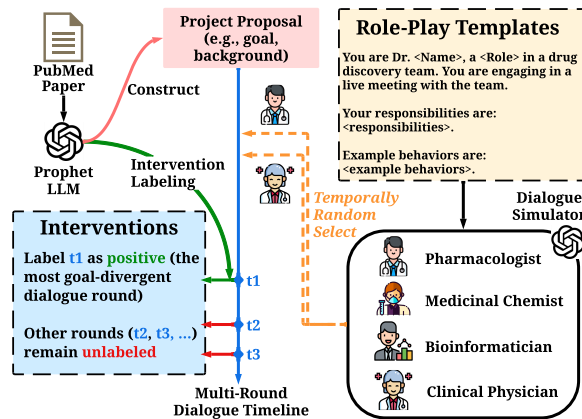 PubMed
Paper
Prophet
LLM
Construct
Project Proposal
(e.g., goal,
background)
Intervention
Labeling
Temporally
Random
Select
Interventions
Label t1 as positive (the
most goal-divergent
dialogue round)
Other rounds (t2, t3, ...)
remain unlabeled
t1
t2
t3
Multi-Round
Dialogue Timeline
Role-Play Templates
You are Dr. <Name>, a <Role> in a drug
discovery team. You are engaging in a
live meeting with the team.
Your responsibilities are:
<responsibilities>.
Example behaviors are:
<example behaviors>.
Dialogue
Simulator
Pharmacologist
Medicinal Chemist
Bioinformatician
Clinical Physician